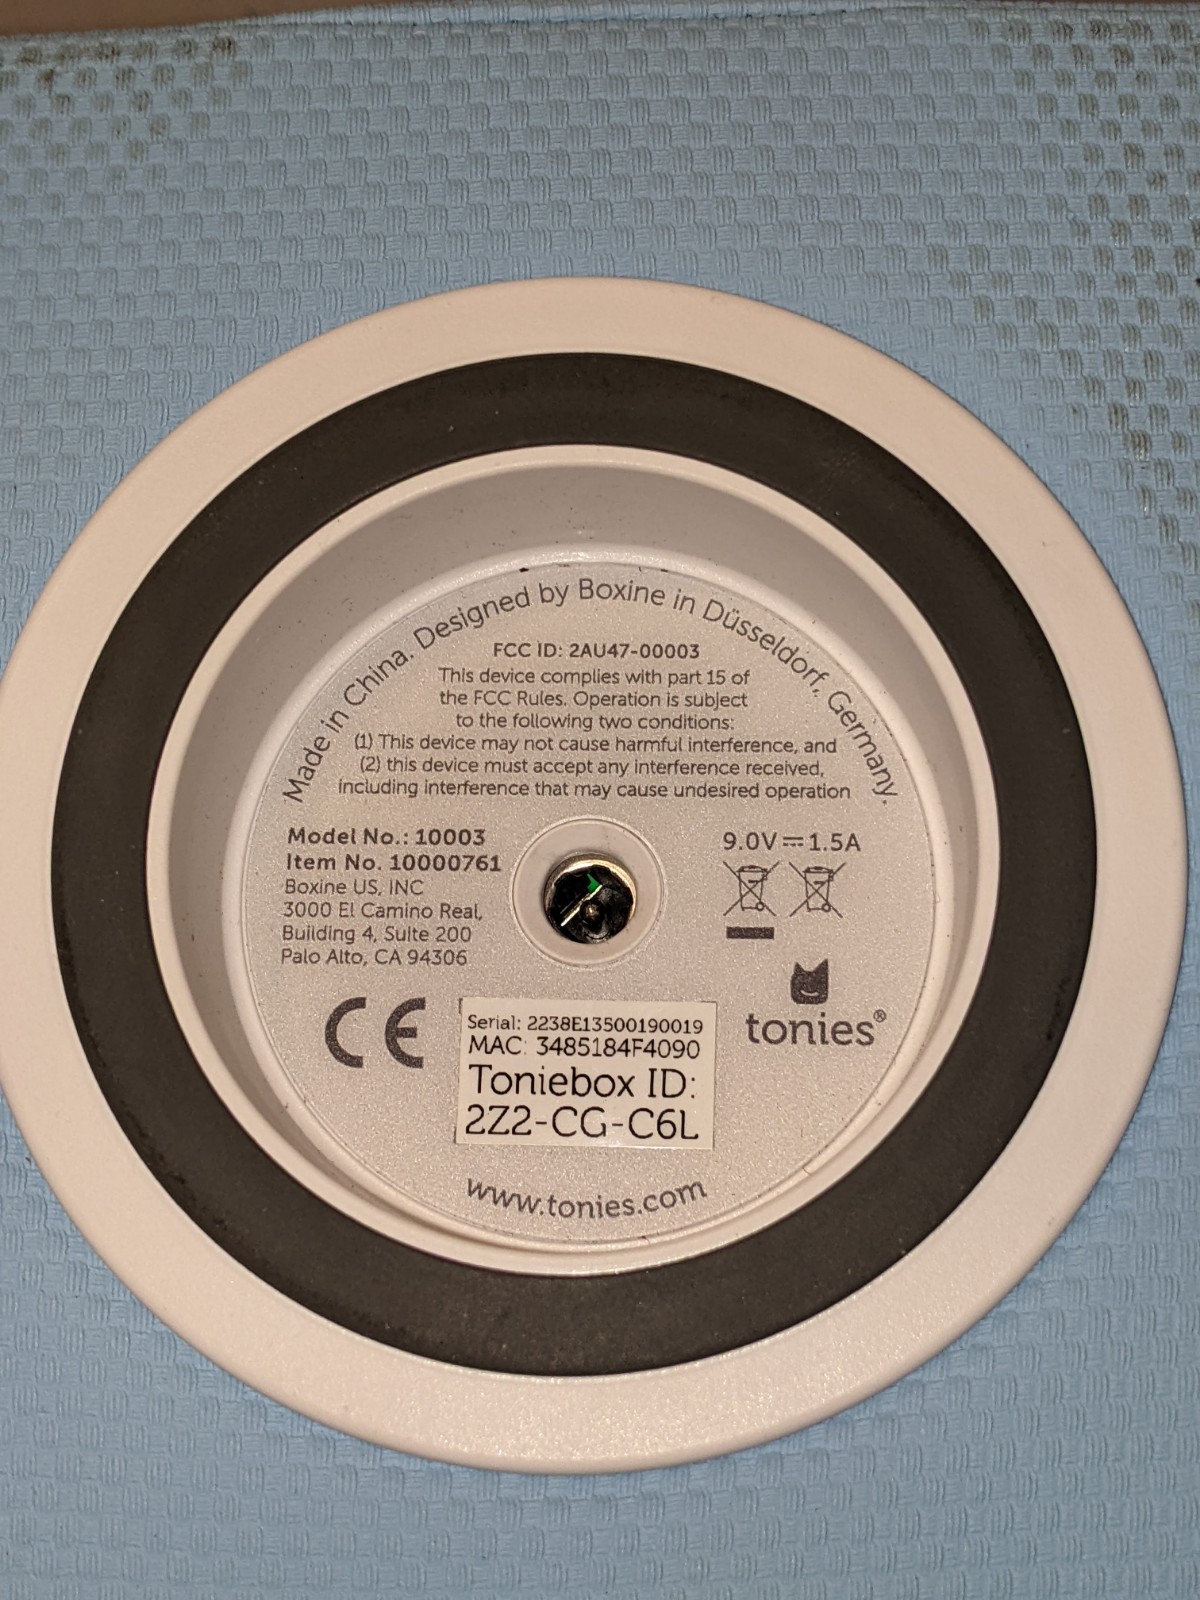 Made in China. Designed by Boxine in Düsseldorf, Germany.
FCC ID: 2AU47-00003
This device complies with part 15 of
the FCC Rules. Operation is subject
to the following two conditions:
(1) This device may not cause harmful interference, and
(2) this device must accept any interference received,
including interference that may cause undesired operation
Model No.: 10003
Item No. 10000761
Boxine US, INC
3000 El Camino Real,
Building 4, Suite 200
Palo Alto, CA 94306
9.0V⎓1.5A
CE
tonies®
Serial: 2238E13500190019
MAC: 3485184F4090
Toniebox ID:
2Z2-CG-C6L
www.tonies.com